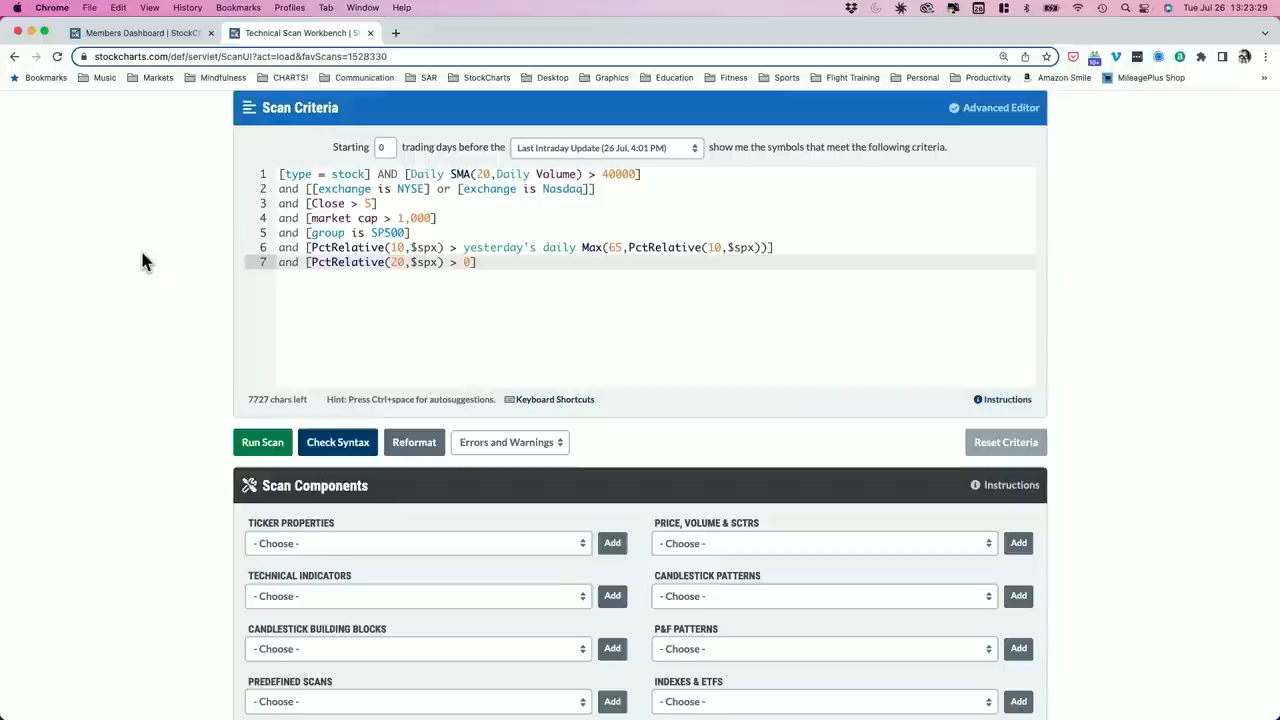 Chrome File Edit View History Bookmarks Profiles Tab Window Help Tue Jul 26 13:23:29
Members Dashboard | StockC! Technical Scan Workbench | S
stockcharts.com/def/servlet/ScanUI?act=load&favScans=1528330
Bookmarks Music Markets Mindfulness CHARTS! Communication SAR StockCharts Desktop Graphics Education Fitness Sports Flight Training Personal Productivity Amazon Smile MileagePlus Shop »
Scan Criteria Advanced Editor
Starting 0 trading days before the Last Intraday Update (26 Jul, 4:01 PM) show me the symbols that meet the following criteria.
1 [type = stock] AND [Daily SMA(20,Daily Volume) > 40000]
2 and [[exchange is NYSE] or [exchange is Nasdaq]]
3 and [Close > 5]
4 and [market cap > 1,000]
5 and [group is SP500]
6 and [PctRelative(10,$spx) > yesterday's daily Max(65,PctRelative(10,$spx))]
7 and [PctRelative(20,$spx) > 0]
7727 chars left Hint: Press Ctrl+space for autosuggestions. Keyboard Shortcuts Instructions
Run Scan Check Syntax Reformat Errors and Warnings Reset Criteria
Scan Components Instructions
TICKER PROPERTIES PRICE, VOLUME & SCTRS
- Choose - Add - Choose - Add
TECHNICAL INDICATORS CANDLESTICK PATTERNS
- Choose - Add - Choose - Add
CANDLESTICK BUILDING BLOCKS P&F PATTERNS
- Choose - Add - Choose - Add
PREDEFINED SCANS INDEXES & ETFS
- Choose - Add - Choose - Add